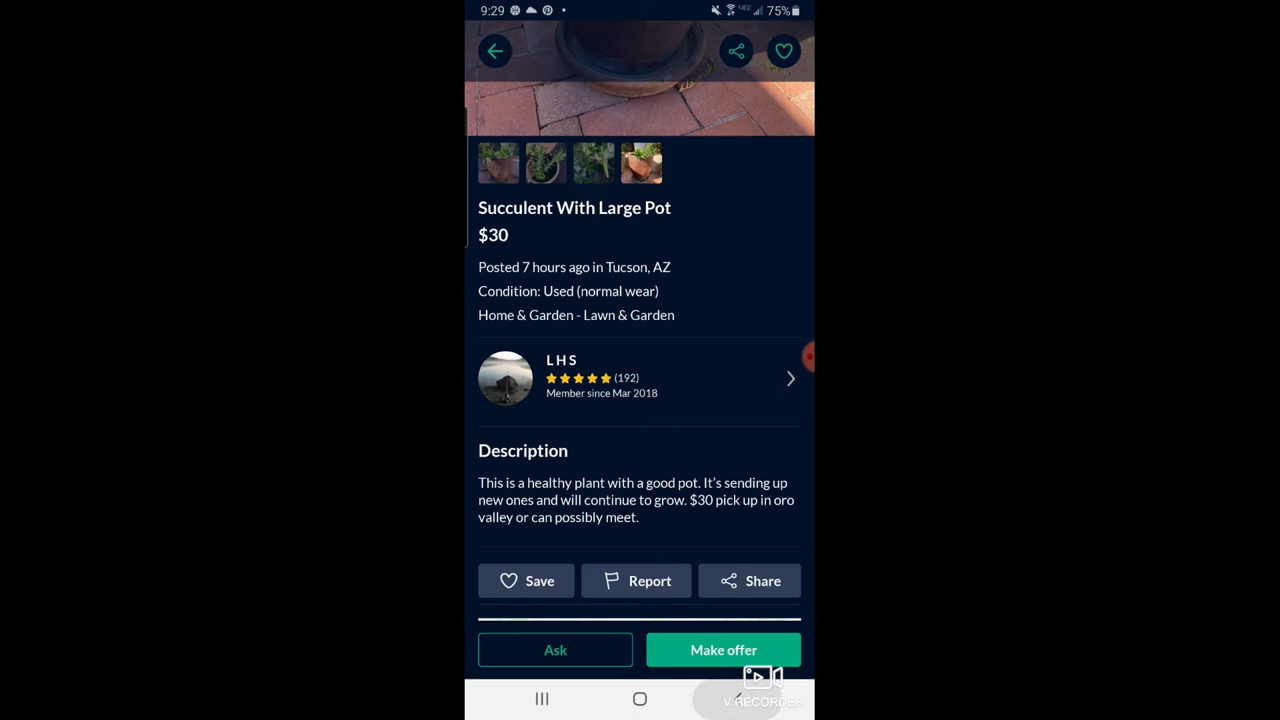 9:29
75%
Succulent With Large Pot
$30
Posted 7 hours ago in Tucson, AZ
Condition: Used (normal wear)
Home & Garden - Lawn & Garden
L H S
(192)
Member since Mar 2018
Description
This is a healthy plant with a good pot. It’s sending up
new ones and will continue to grow. $30 pick up in oro
valley or can possibly meet.
Save
Report
Share
Ask
Make offer
V RECORDER